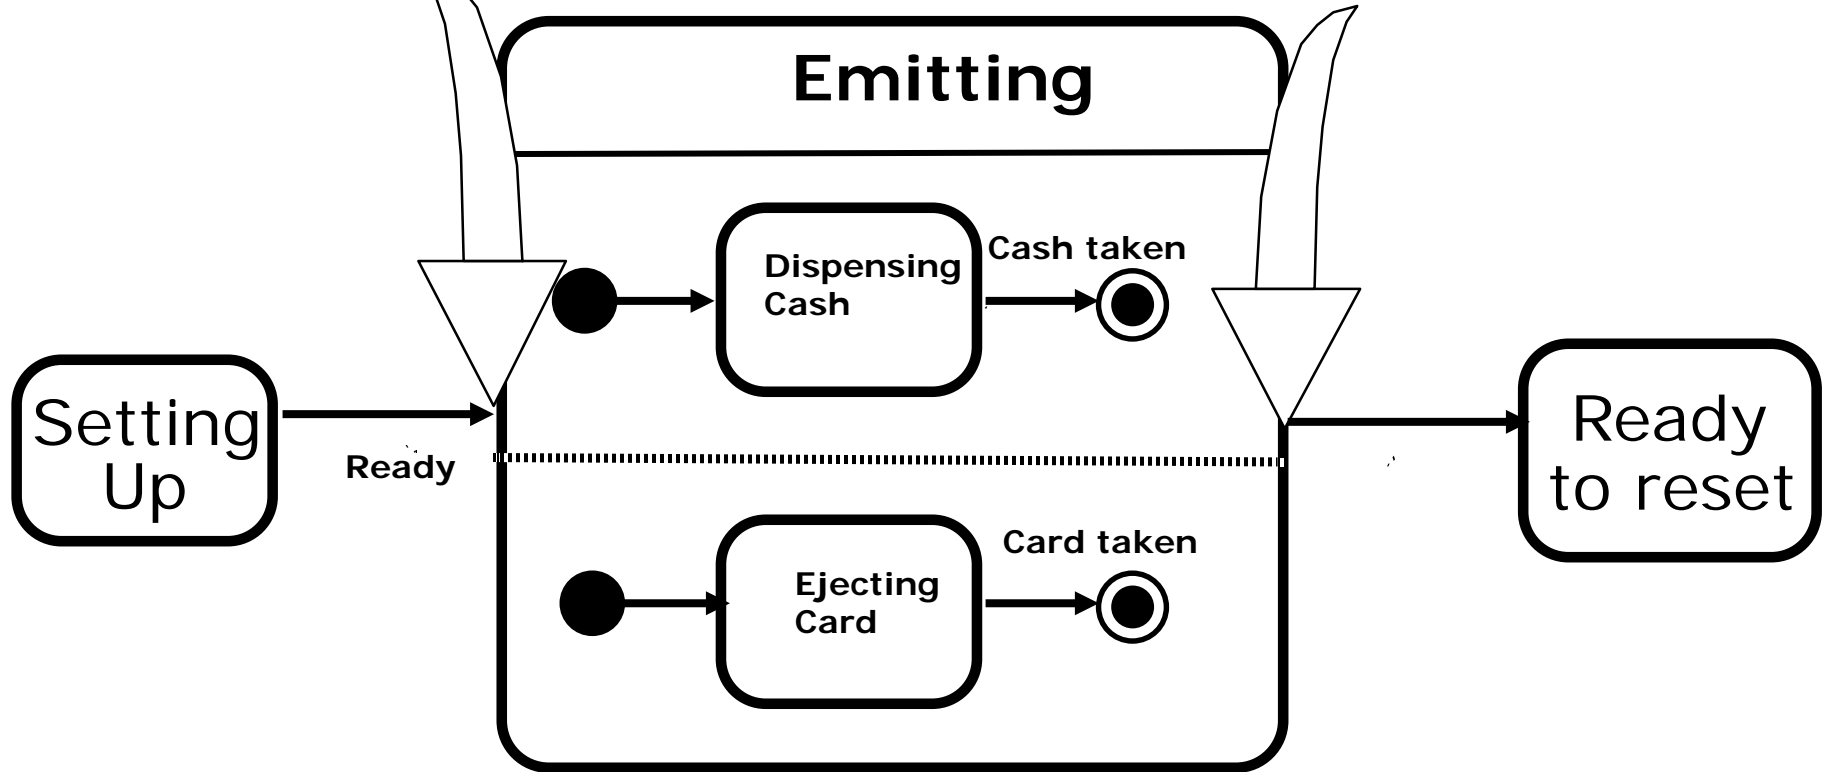 Emitting
Dispensing
Cash
Cash taken
Setting
Up
Ready
Ready
to reset
Ejecting
Card
Card taken